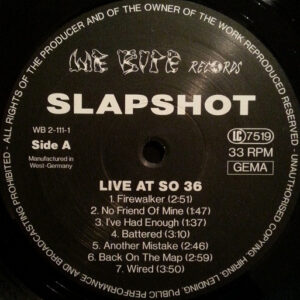 ALL RIGHTS OF THE PRODUCER AND OF THE OWNER OF THE WORK REPRODUCED RESERVED - UNAUTHORISED COPYING, HIRING, LENDING, PUBLIC PERFORMANCE AND BROADCASTING PROHIBITED -
WE BITE RECORDS
SLAPSHOT
WB 2-111-1
Side A
Manufactured in
West-Germany
LC 7519
33 RPM
GEMA
LIVE AT SO 36
1. Firewalker (2:51)
2. No Friend of Mine (1:47)
3. I've Had Enough (1:37)
4. Battered (3:10)
5. Another Mistake (2:46)
6. Back On The Map (2:59)
7. Wired (3:50)